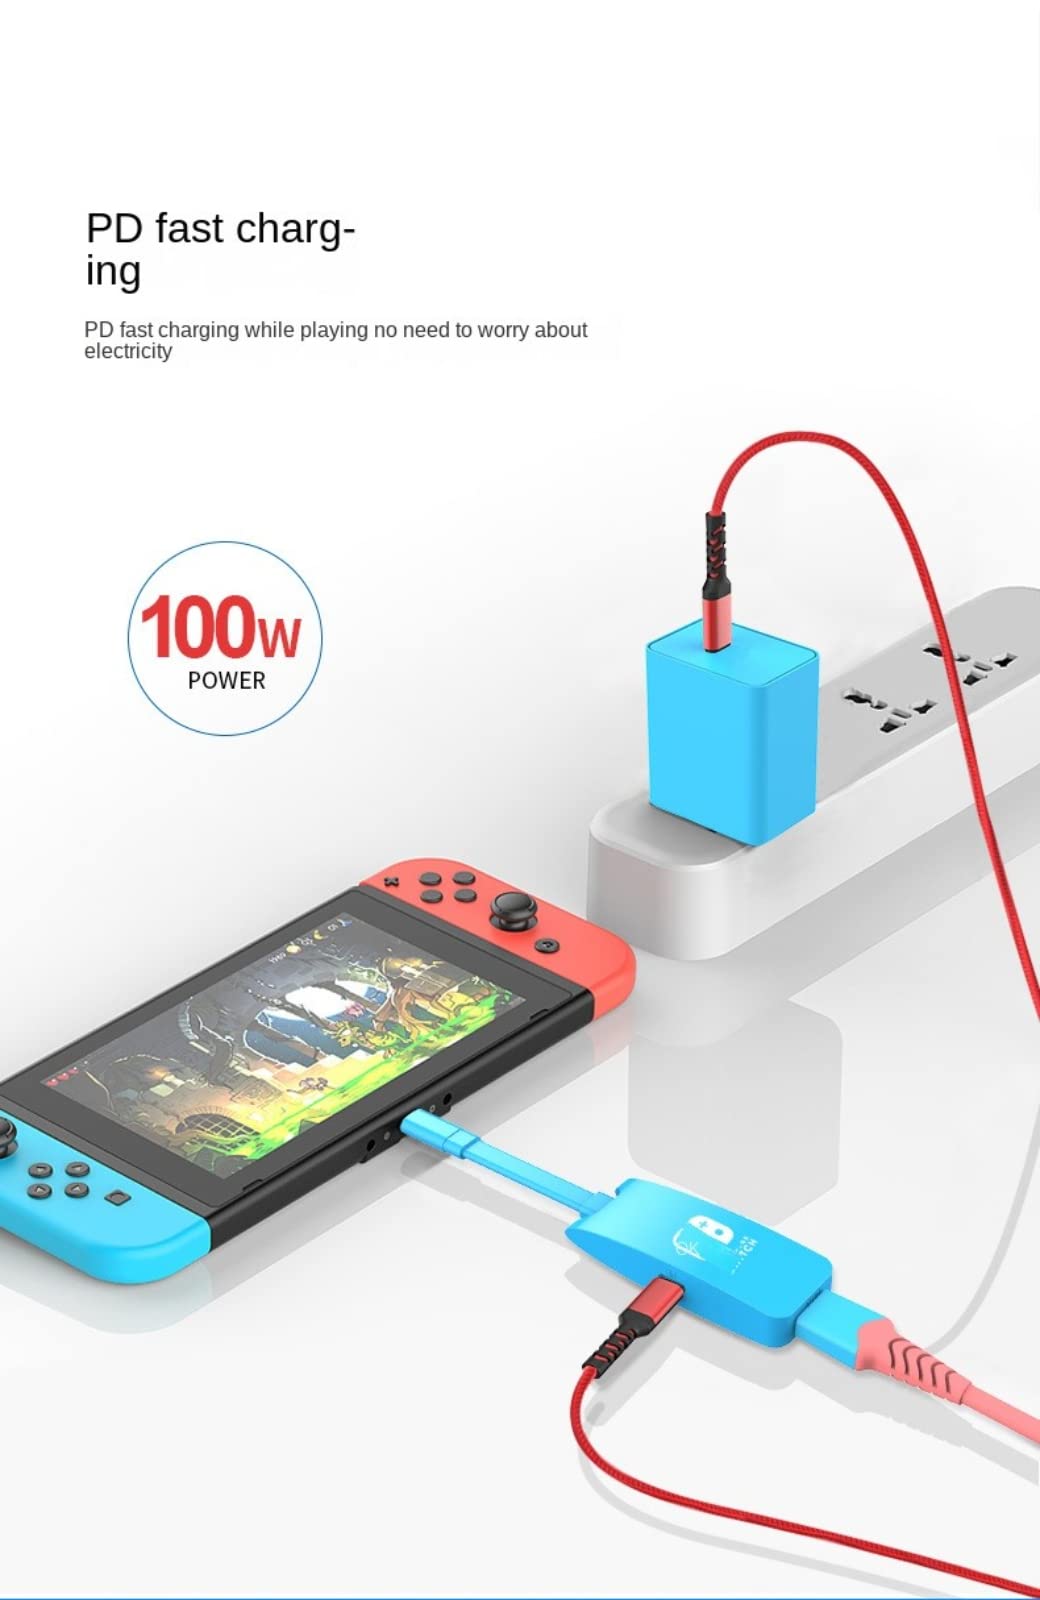 PD fast charg-
ing
PD fast charging while playing no need to worry about
electricity
100W
POWER